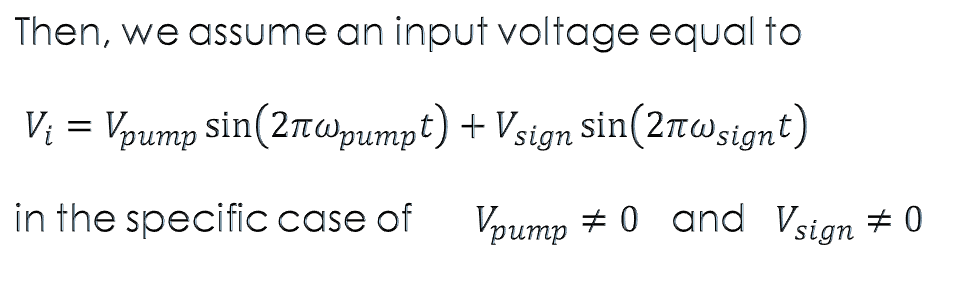 Then, we assume an input voltage equal to
V_i = V_pump sin(2πω_pump t) + V_sign sin(2πω_sign t)
in the specific case of V_pump ≠ 0 and V_sign ≠ 0